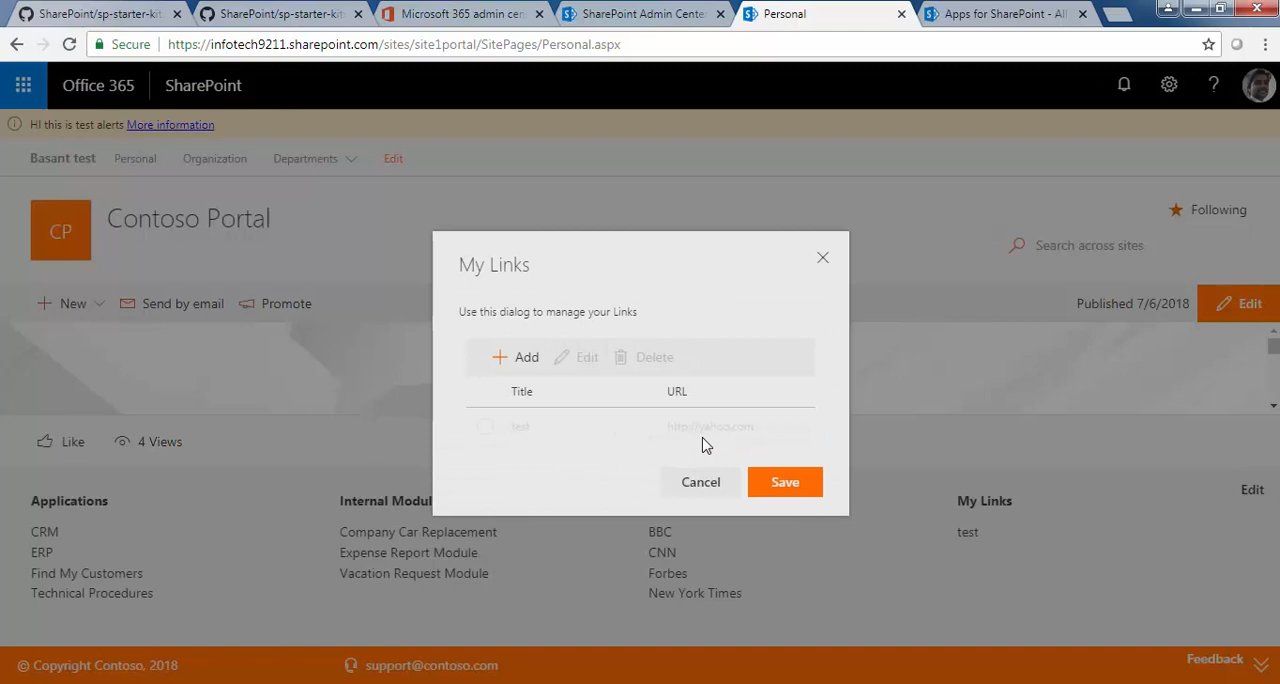 SharePoint/sp-starter-kit
SharePoint/sp-starter-kit
Microsoft 365 admin cen
SharePoint Admin Center
Personal
Apps for SharePoint - All
Secure
https://infotech9211.sharepoint.com/sites/site1portal/SitePages/Personal.aspx
Office 365
SharePoint
HI this is test alerts More information
Basant test
Personal
Organization
Departments
Edit
CP
Contoso Portal
Following
Search across sites
New
Send by email
Promote
Published 7/6/2018
Edit
My Links
Use this dialog to manage your Links
Add
Edit
Delete
Title
URL
test
http://yahoo.com
Cancel
Save
Like
4 Views
Edit
Applications
CRM
ERP
Find My Customers
Technical Procedures
Internal Modul
Company Car Replacement
Expense Report Module
Vacation Request Module
BBC
CNN
Forbes
New York Times
My Links
test
© Copyright Contoso, 2018
support@contoso.com
Feedback